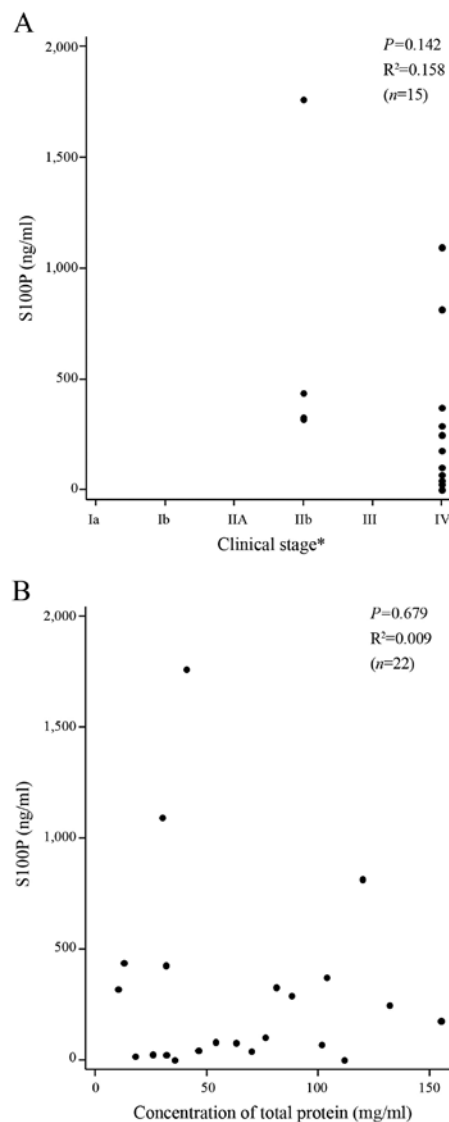 A
2,000
P=0.142
R²=0.158
(n=15)
1,500
1,000
500
0
S100P (ng/ml)
Ia Ib IIA IIb III IV
Clinical stage*
B
2,000
P=0.679
R²=0.009
(n=22)
1,500
1,000
500
0
S100P (ng/ml)
0 50 100 150
Concentration of total protein (mg/ml)